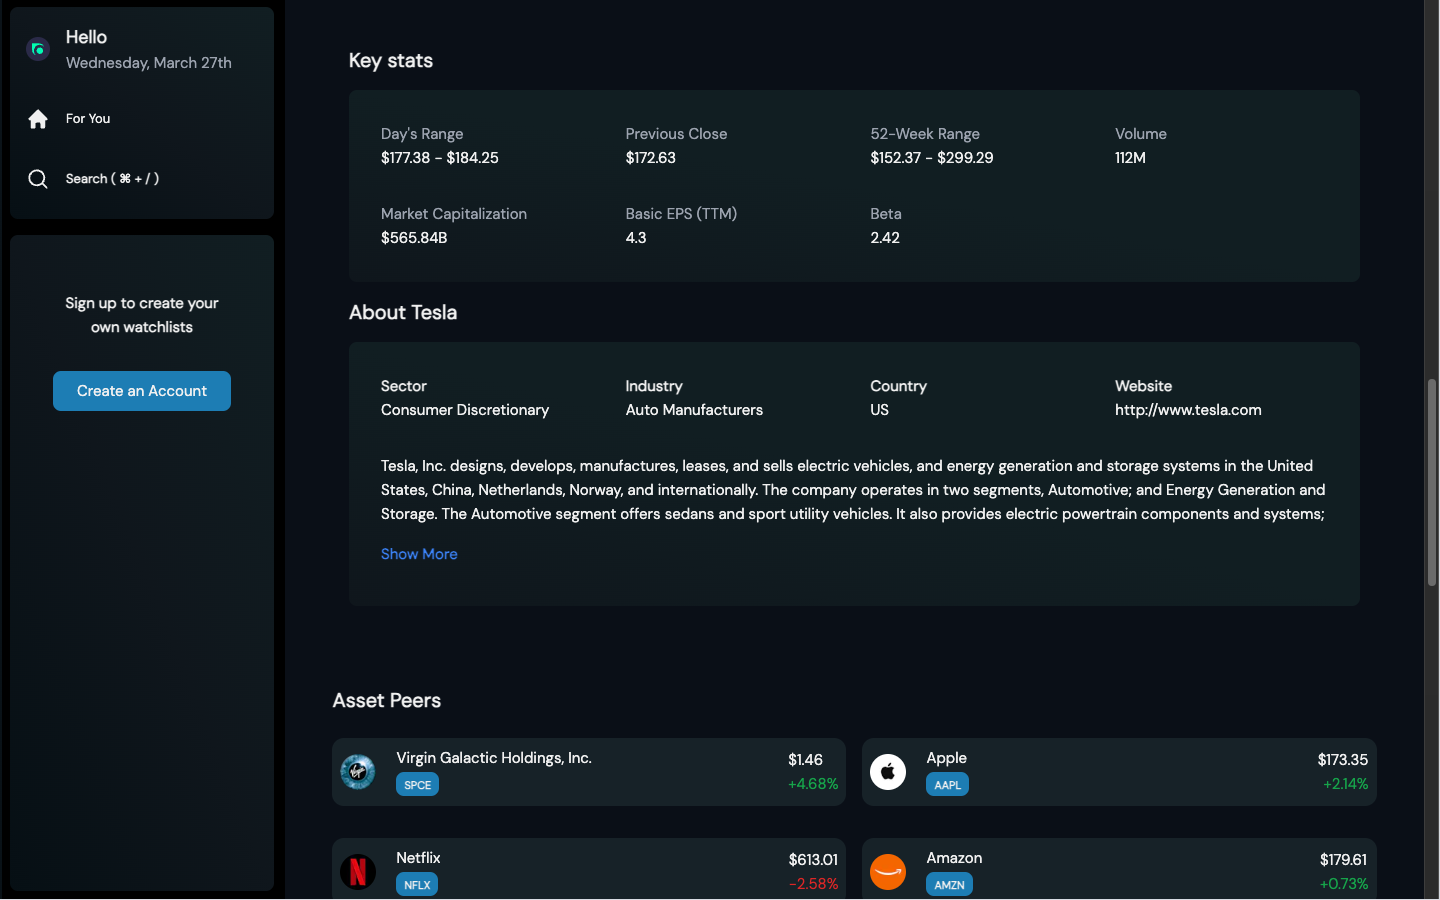 Hello
Wednesday, March 27th
For You
Search ( ⌘ + / )
Sign up to create your
own watchlists
Create an Account
Key stats
Day's Range
$177.38 - $184.25
Previous Close
$172.63
52-Week Range
$152.37 - $299.29
Volume
112M
Market Capitalization
$565.84B
Basic EPS (TTM)
4.3
Beta
2.42
About Tesla
Sector
Consumer Discretionary
Industry
Auto Manufacturers
Country
US
Website
http://www.tesla.com
Tesla, Inc. designs, develops, manufactures, leases, and sells electric vehicles, and energy generation and storage systems in the United
States, China, Netherlands, Norway, and internationally. The company operates in two segments, Automotive; and Energy Generation and
Storage. The Automotive segment offers sedans and sport utility vehicles. It also provides electric powertrain components and systems;
Show More
Asset Peers
Virgin
Virgin Galactic Holdings, Inc.
SPCE
$1.46
+4.68%
Apple
AAPL
$173.35
+2.14%
N
Netflix
NFLX
$613.01
-2.58%
Amazon
AMZN
$179.61
+0.73%